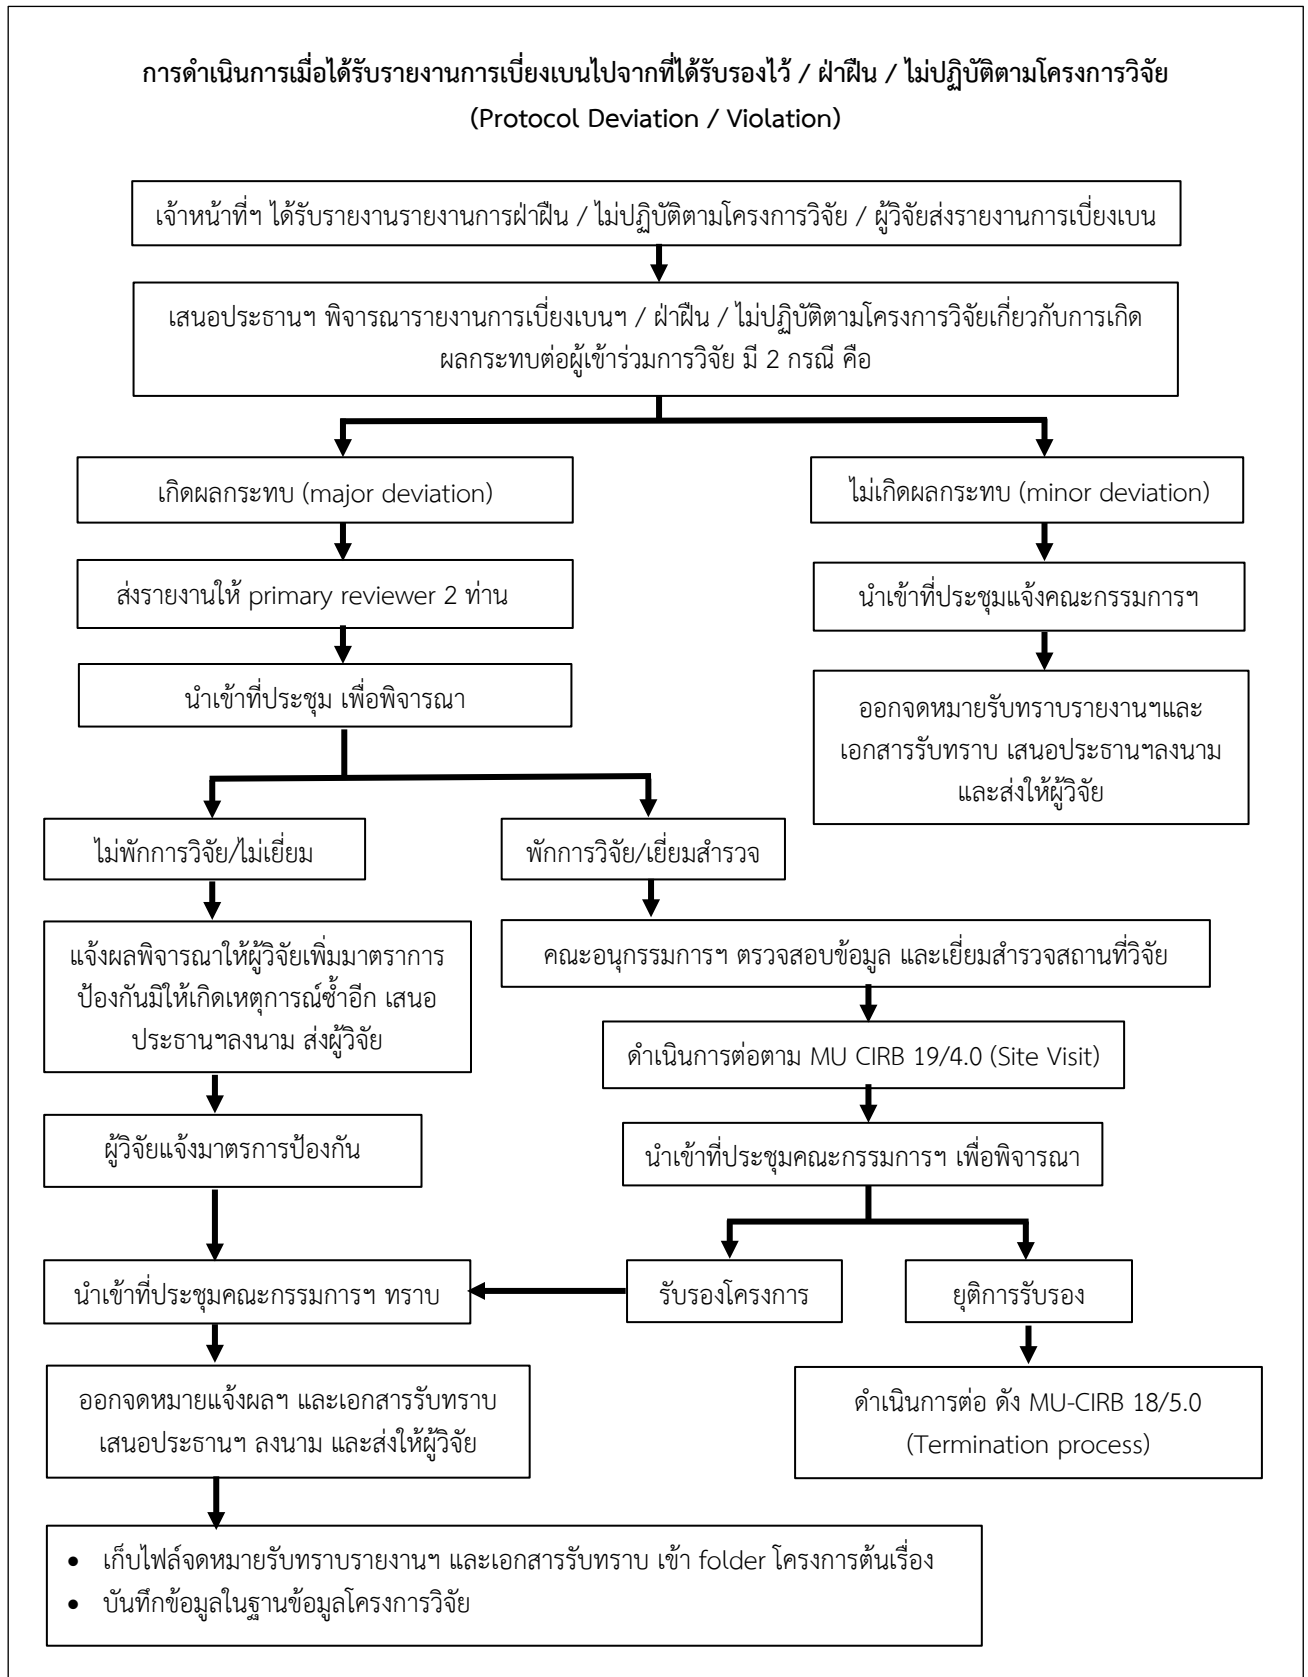 การดำเนินการเมื่อได้รับรายงานการเบี่ยงเบนไปจากที่ได้รับรองไว้ / ฝ่าฝืน / ไม่ปฏิบัติตามโครงการวิจัย
(Protocol Deviation / Violation)
เจ้าหน้าที่ฯ ได้รับรายงานรายงานการฝ่าฝืน / ไม่ปฏิบัติตามโครงการวิจัย / ผู้วิจัยส่งรายงานการเบี่ยงเบน
เสนอประธานฯ พิจารณารายงานการเบี่ยงเบนฯ / ฝ่าฝืน / ไม่ปฏิบัติตามโครงการวิจัยเกี่ยวกับการเกิด
ผลกระทบต่อผู้เข้าร่วมการวิจัย มี 2 กรณี คือ
เกิดผลกระทบ (major deviation)
ไม่เกิดผลกระทบ (minor deviation)
ส่งรายงานให้ primary reviewer 2 ท่าน
นำเข้าที่ประชุมแจ้งคณะกรรมการฯ
นำเข้าที่ประชุม เพื่อพิจารณา
ออกจดหมายรับทราบรายงานฯและ
เอกสารรับทราบ เสนอประธานฯลงนาม
และส่งให้ผู้วิจัย
ไม่พักการวิจัย/ไม่เยี่ยม
พักการวิจัย/เยี่ยมสำรวจ
แจ้งผลพิจารณาให้ผู้วิจัยเพิ่มมาตราการ
ป้องกันมิให้เกิดเหตุการณ์ซ้ำอีก เสนอ
ประธานฯลงนาม ส่งผู้วิจัย
คณะอนุกรรมการฯ ตรวจสอบข้อมูล และเยี่ยมสำรวจสถานที่วิจัย
ดำเนินการต่อตาม MU CIRB 19/4.0 (Site Visit)
ผู้วิจัยแจ้งมาตรการป้องกัน
นำเข้าที่ประชุมคณะกรรมการฯ เพื่อพิจารณา
นำเข้าที่ประชุมคณะกรรมการฯ ทราบ
รับรองโครงการ
ยุติการรับรอง
ออกจดหมายแจ้งผลฯ และเอกสารรับทราบ
เสนอประธานฯ ลงนาม และส่งให้ผู้วิจัย
ดำเนินการต่อ ดัง MU-CIRB 18/5.0
(Termination process)
• เก็บไฟล์จดหมายรับทราบรายงานฯ และเอกสารรับทราบ เข้า folder โครงการต้นเรื่อง
• บันทึกข้อมูลในฐานข้อมูลโครงการวิจัย